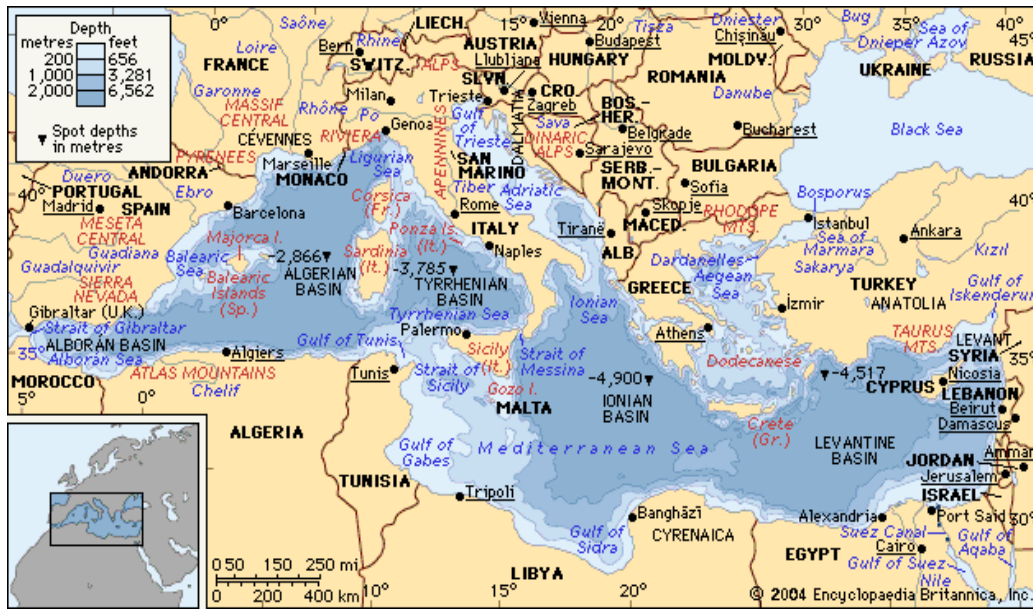 Depth
metres feet
200 656
1,000 3,281
2,000 6,562
Spot depths
in metres
0°
5°
15°
20°
30°
35°
45°
40°
40°
35°
35°
5°
0°
10°
15°
20°
25°
30°
Saône
LIECH.
Vienna
Tisza
Dniester
Chișinău
Bug
Sea of
Azov
Dnieper
RUSSIA
Loire
Rhine
Bern
AUSTRIA
Budapest
FRANCE
SWITZ.
ALPS
Llubljana
HUNGARY
MOLDV.
UKRAINE
SLVN.
ROMANIA
Garonne
Milan
Trieste
CRO.
Zagreb
MASSIF
CENTRAL
Rhône
Po
Gulf
of
Trieste
DALMATIA
BOS.-
HER.
Danube
CÉVENNES
RIVIERA
Genoa
APENNINES
Sava
DINARIC
ALPS
Belgrade
Bucharest
Black Sea
PYRENEES
ANDORRA
Marseille
MONACO
Ligurian
Sea
SAN
MARINO
Sarajevo
SERB.-
MONT.
BULGARIA
Duero
PORTUGAL
Ebro
Corsica
(Fr.)
Tiber
Adriatic
Sea
Sofia
Bosporus
Madrid
SPAIN
Barcelona
Rome
Skopje
RHODOPE
MTS.
Istanbul
MESETA
CENTRAL
ITALY
Tiranë
MACED.
Sea of
Marmara
Ankara
Majorca I.
Ponza Is.
(It.)
Naples
ALB.
Sakarya
Kızıl
Guadiana
Balearic
Sea
-2,866
ALGERIAN
BASIN
Sardinia
(It.)
-3,785
TYRRHENIAN
BASIN
Dardanelles
Aegean
Sea
Guadalquivir
Balearic
Islands
(Sp.)
GREECE
TURKEY
Gulf of
Iskenderun
SIERRA
NEVADA
Tyrrhenian Sea
Ionian
Sea
İzmir
ANATOLIA
Gibraltar (U.K.)
Palermo
Athens
Strait of Gibraltar
Gulf of Tunis
TAURUS
MTS.
LEVANT
ALBORÁN BASIN
Alborán Sea
Algiers
Sicily
(It.)
Strait of
Messina
Dodecanese
SYRIA
MOROCCO
ATLAS MOUNTAINS
Tunis
Strait of
Sicily
-4,900
-4,517
Nicosia
CYPRUS
Chelif
Gozo I.
MALTA
IONIAN
BASIN
LEBANON
Beirut
Crete
(Gr.)
Damascus
ALGERIA
Gulf of
Gabes
Mediterranean Sea
LEVANTINE
BASIN
Amman
JORDAN
Jerusalem
TUNISIA
Tripoli
ISRAEL
Banghāzī
CYRENAICA
Alexandria
Port Said
Gulf of
Sidra
Suez Canal
Cairo
Gulf of
Aqaba
LIBYA
EGYPT
Gulf of Suez
Nile
0 50 150 250 mi
0 200 400 km
© 2004 Encyclopaedia Britannica, Inc.